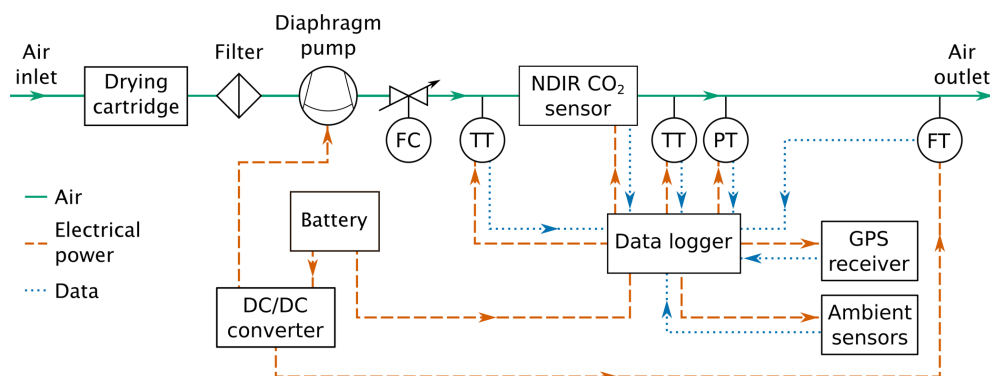 Diaphragm
pump
Air
inlet
Filter
Air
outlet
Drying
cartridge
NDIR CO₂
sensor
FC
TT
TT
PT
FT
Air
Electrical
power
Data
Battery
Data logger
GPS
receiver
DC/DC
converter
Ambient
sensors